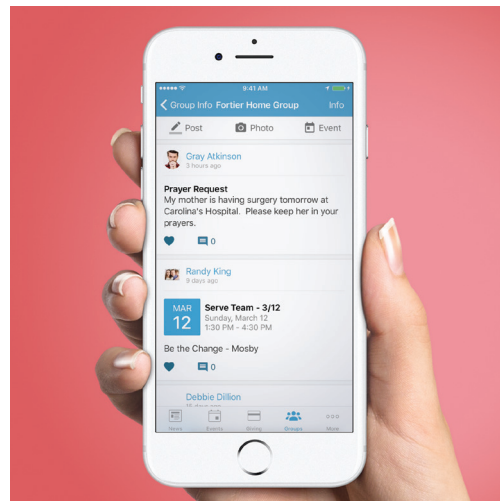 9:41 AM
Group Info Fortier Home Group Info
Post Photo Event
Gray Atkinson
3 hours ago
Prayer Request
My mother is having surgery tomorrow at
Carolina's Hospital. Please keep her in your
prayers.
0
Randy King
9 days ago
MAR
12
Serve Team - 3/12
Sunday, March 12
1:30 PM - 4:30 PM
Be the Change - Mosby
0
Debbie Dillion
News Events Giving Groups More